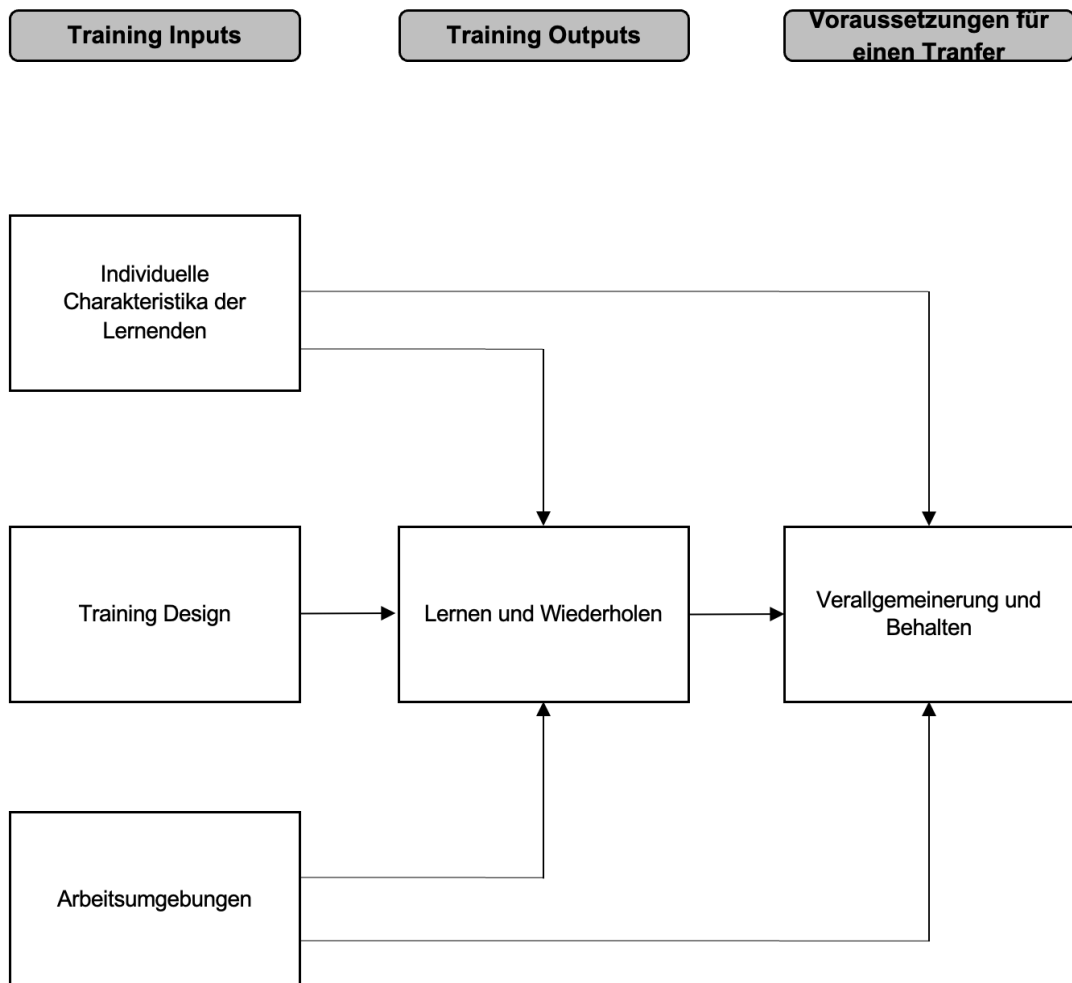 Training Inputs
Training Outputs
Voraussetzungen für
einen Tranfer
Individuelle
Charakteristika der
Lernenden
Training Design
Lernen und Wiederholen
Verallgemeinerung und
Behalten
Arbeitsumgebungen